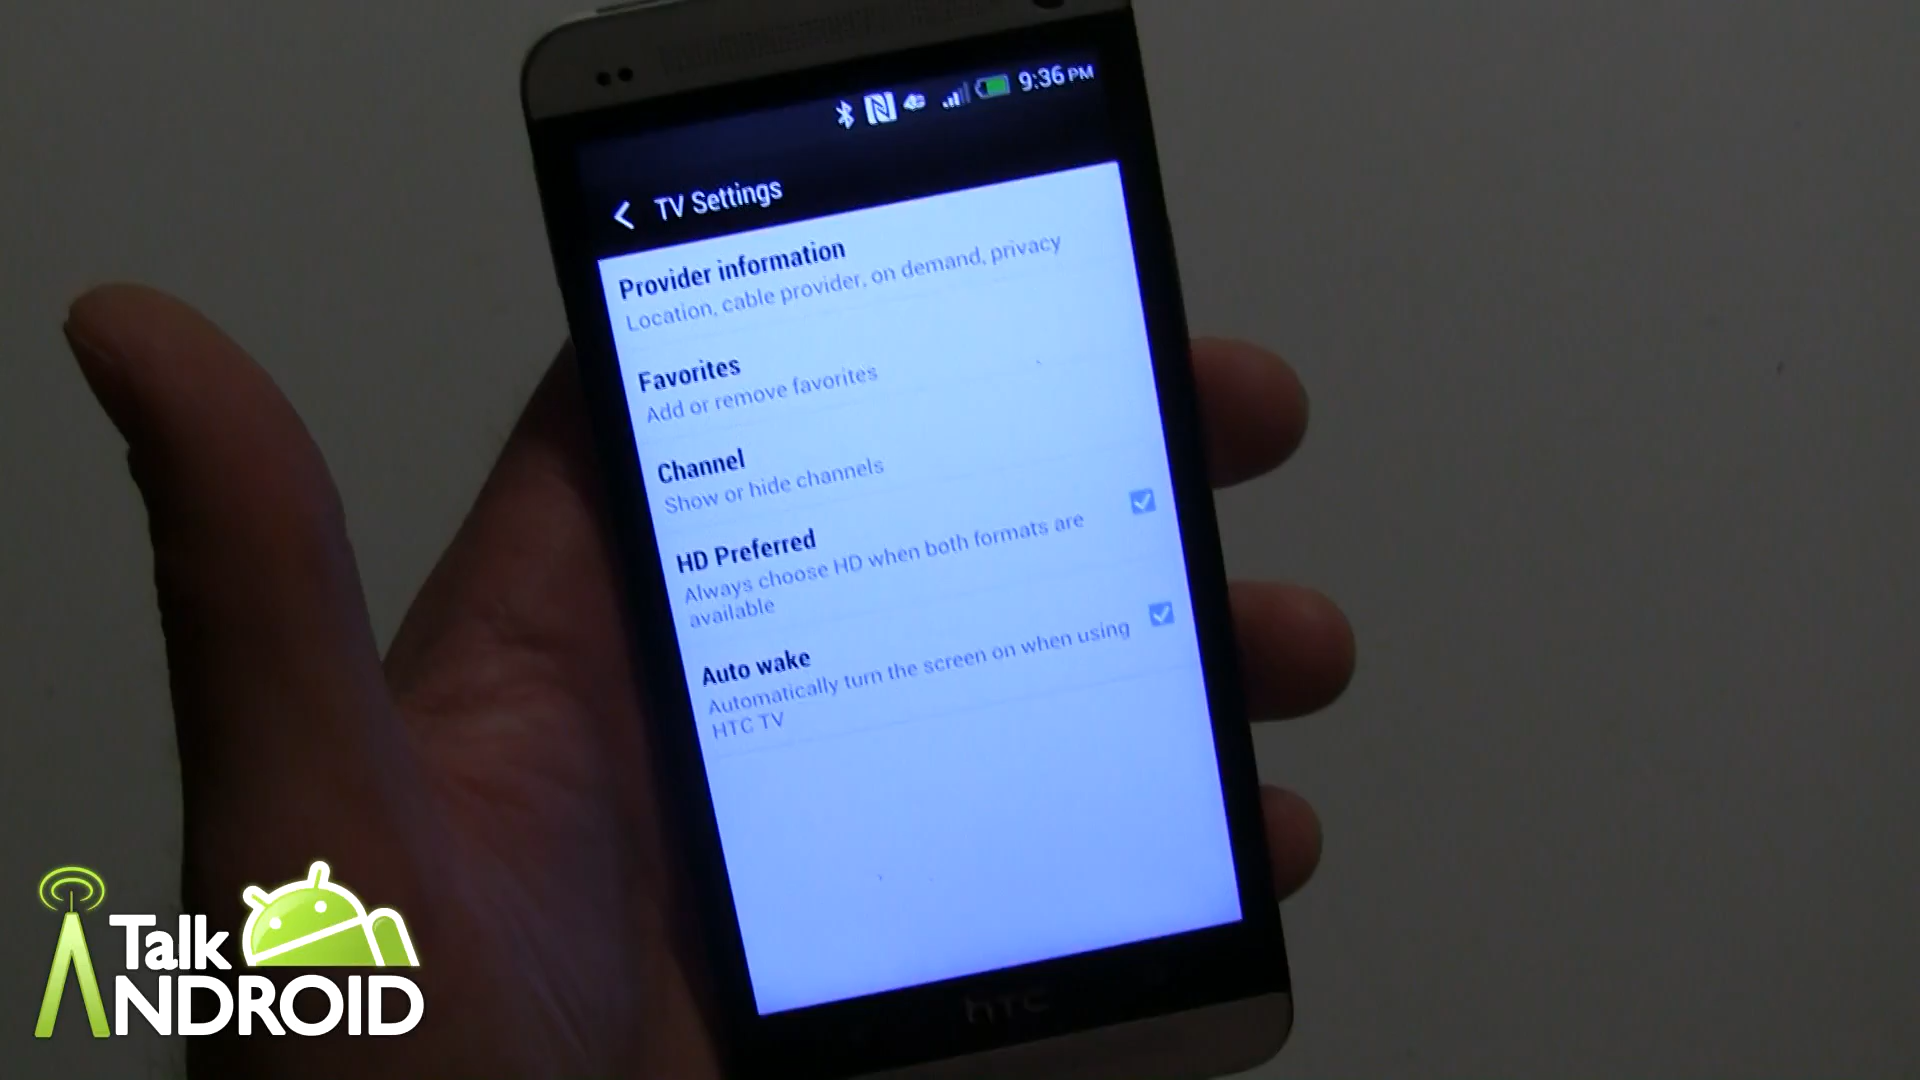 9:36 PM
TV Settings
Provider information
Location, cable provider, on demand, privacy
Favorites
Add or remove favorites
Channel
Show or hide channels
HD Preferred
Always choose HD when both formats are
available
Auto wake
Automatically turn the screen on when using
HTC TV
hTC
Talk
ANDROID